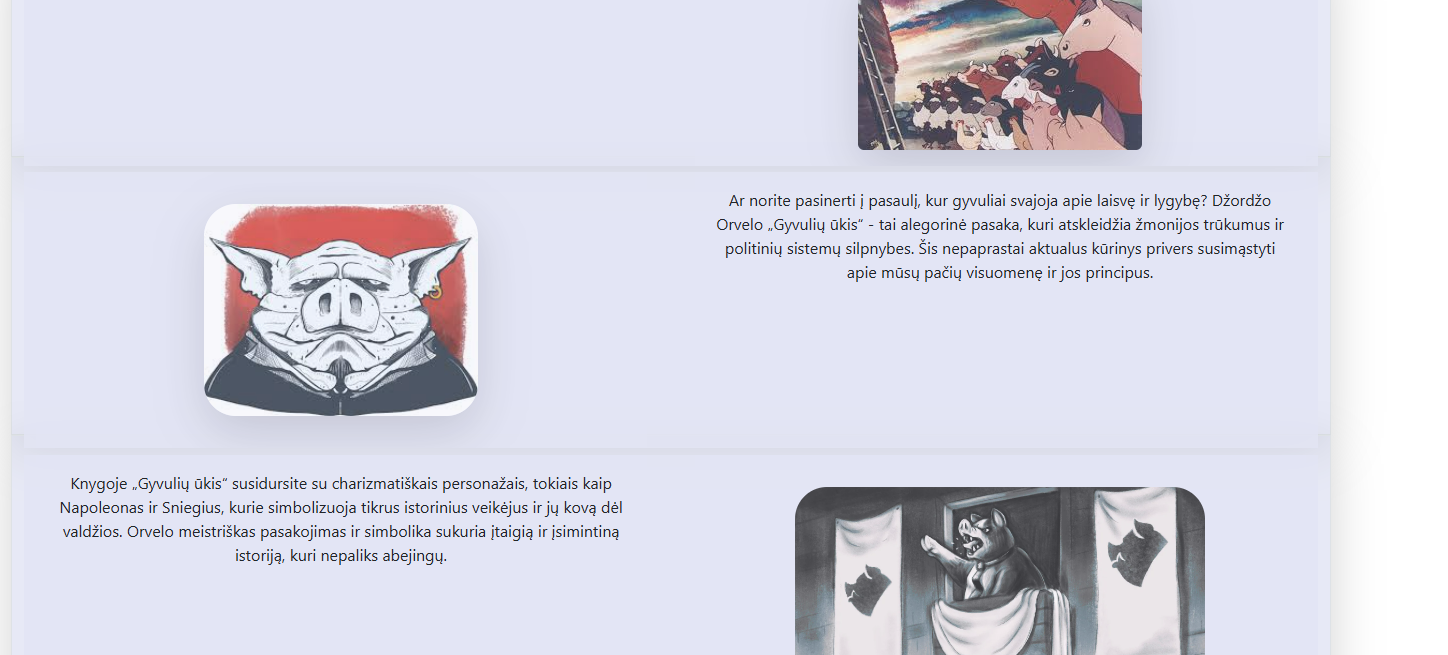 Ar norite pasinerti į pasaulį, kur gyvuliai svajoja apie laisvę ir lygybę? Džordžo
Orvelo „Gyvulių ūkis“ - tai alegorinė pasaka, kuri atskleidžia žmonijos trūkumus ir
politinių sistemų silpnybes. Šis nepaprastai aktualus kūrinys privers susimąstyti
apie mūsų pačių visuomenę ir jos principus.
Knygoje „Gyvulių ūkis“ susidursite su charizmatiškais personažais, tokiais kaip
Napoleonas ir Sniegius, kurie simbolizuoja tikrus istorinius veikėjus ir jų kovą dėl
valdžios. Orvelo meistriškas pasakojimas ir simbolika sukuria įtaigią ir įsimintiną
istoriją, kuri nepaliks abejingų.